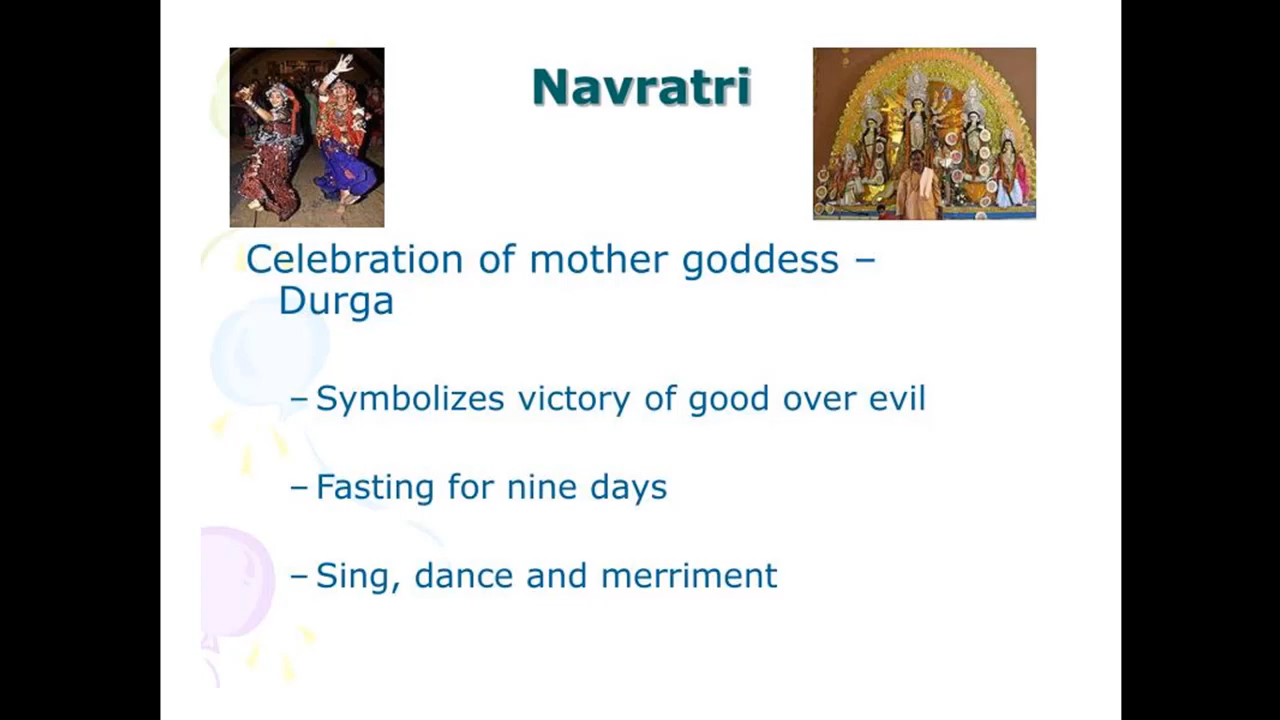 Navratri
Celebration of mother goddess –
Durga
– Symbolizes victory of good over evil
– Fasting for nine days
– Sing, dance and merriment